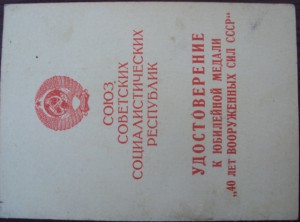 СОЮЗ
СОВЕТСКИХ
СОЦИАЛИСТИЧЕСКИХ
РЕСПУБЛИК
УДОСТОВЕРЕНИЕ
К ЮБИЛЕЙНОЙ МЕДАЛИ
„40 ЛЕТ ВООРУЖЕННЫХ СИЛ СССР“